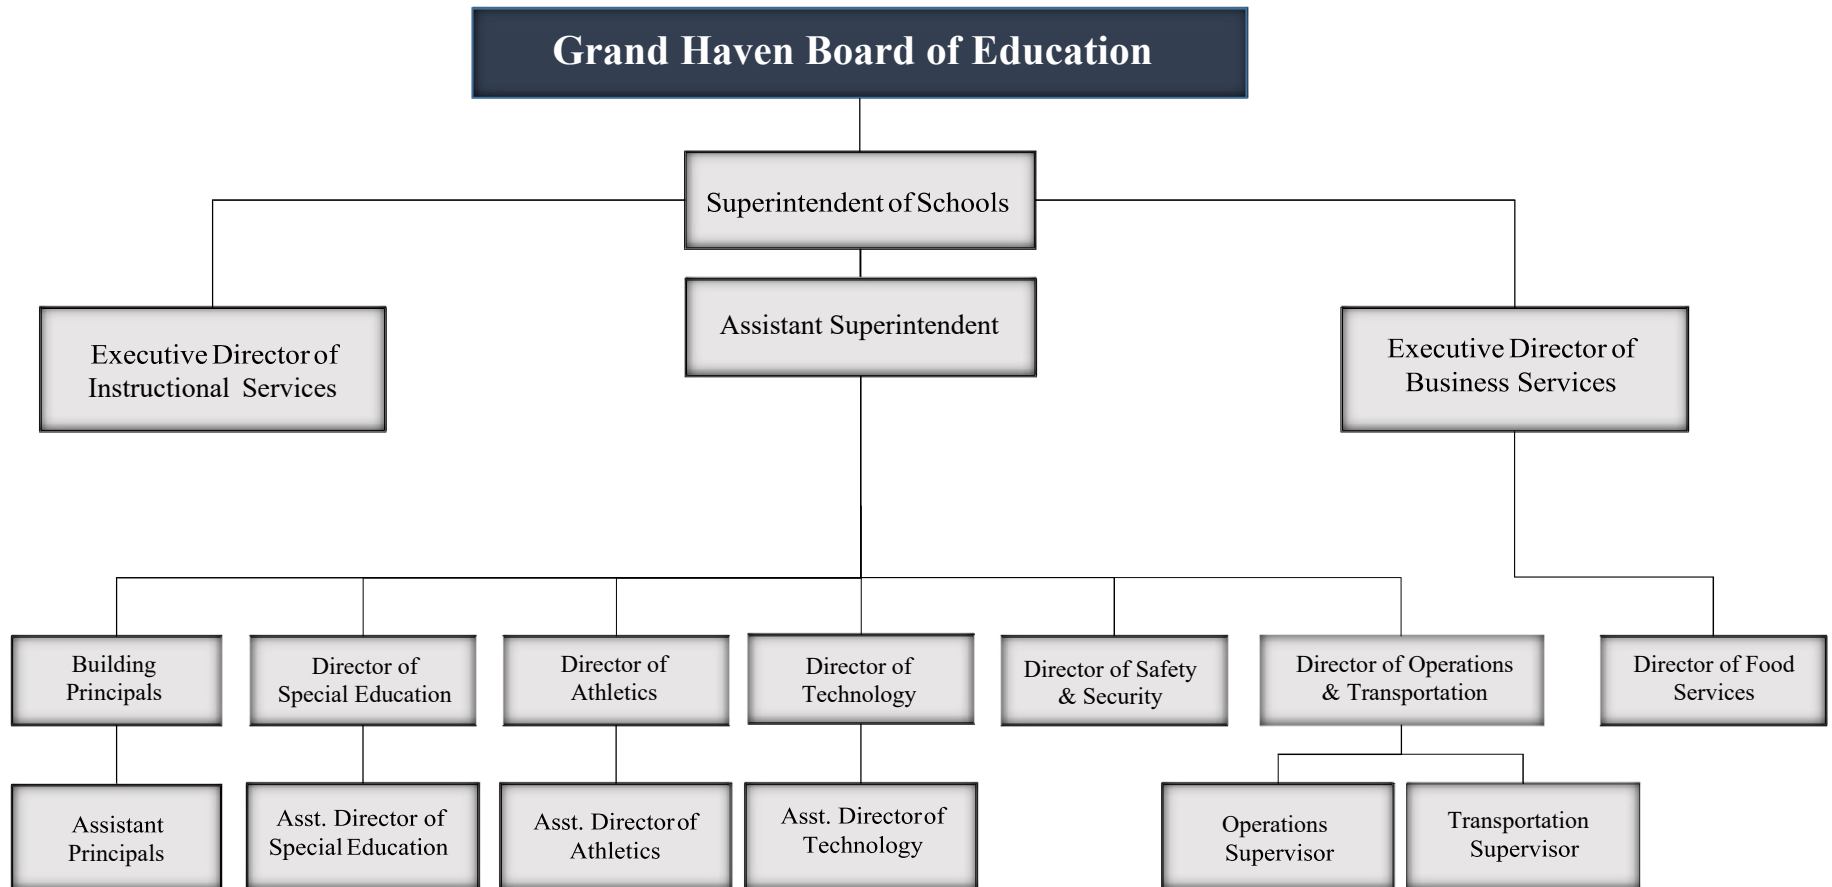 Grand Haven Board of Education
Superintendent of Schools
Assistant Superintendent
Executive Director of
Instructional Services
Executive Director of
Business Services
Building
Principals
Director of
Special Education
Director of
Athletics
Director of
Technology
Director of Safety
& Security
Director of Operations
& Transportation
Director of Food
Services
Assistant
Principals
Asst. Director of
Special Education
Asst. Director of
Athletics
Asst. Director of
Technology
Operations
Supervisor
Transportation
Supervisor